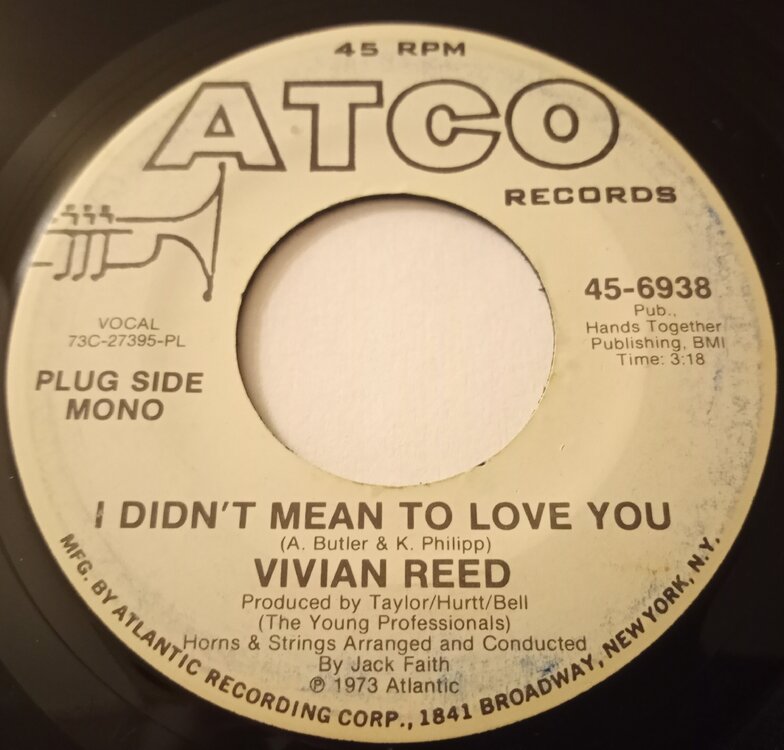 45 RPM
ATCO
RECORDS
45-6938
Pub.,
Hands Together
Publishing, BMI
Time: 3:18
VOCAL
73C-27395-PL
PLUG SIDE
MONO
I DIDN'T MEAN TO LOVE YOU
(A. Butler & K. Philipp)
VIVIAN REED
Produced by Taylor/Hurtt/Bell
(The Young Professionals)
Horns & Strings Arranged and Conducted
By Jack Faith
℗ 1973 Atlantic
MFG. BY ATLANTIC RECORDING CORP., 1841 BROADWAY, NEW YORK, N.Y.